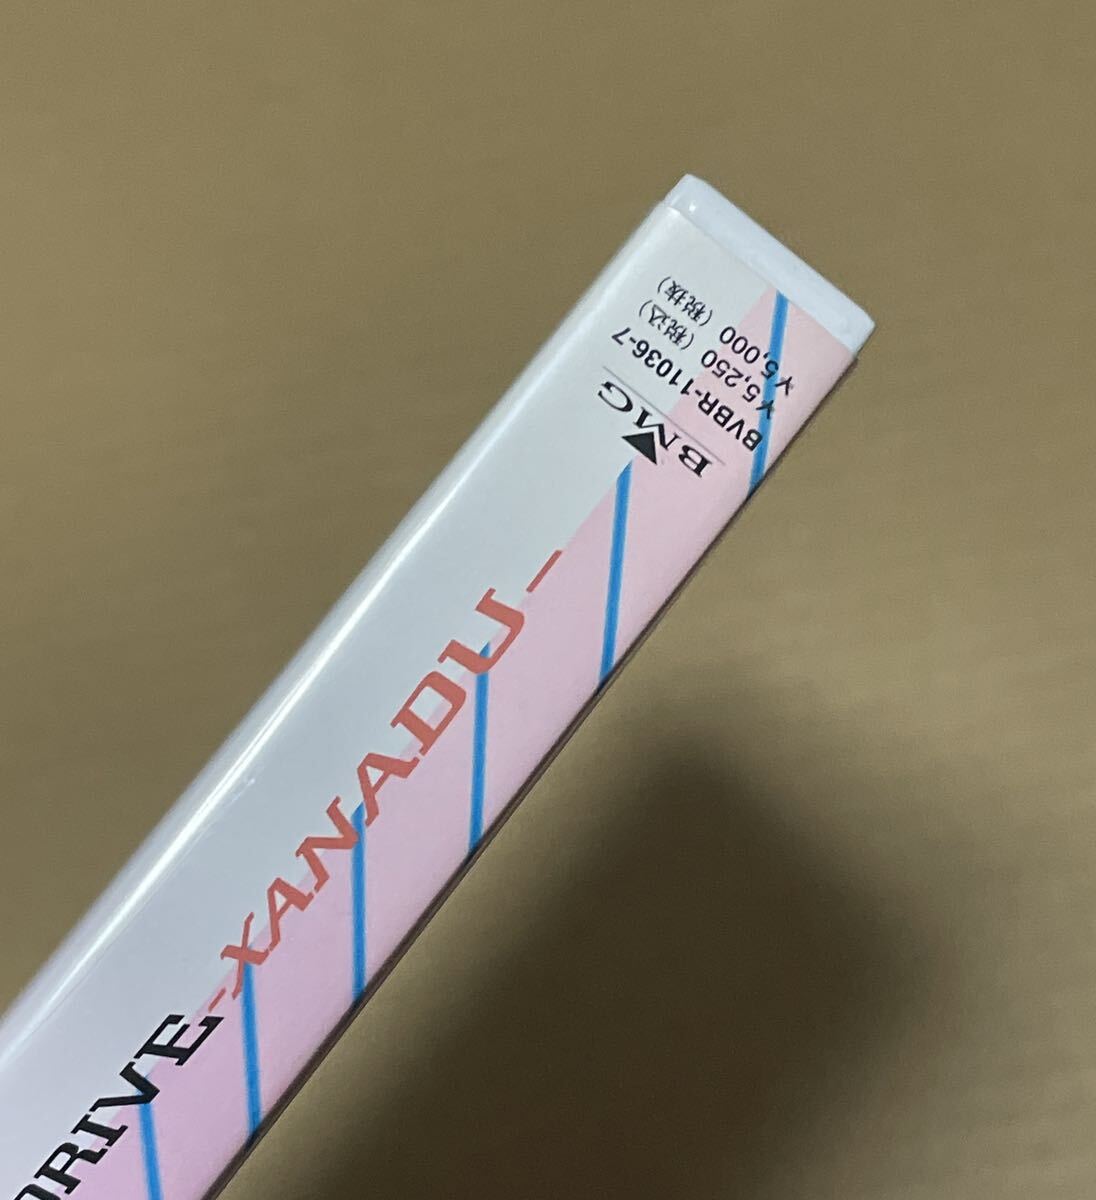 DRIVE -XANADU-
BMG
BVBR-11036-7
¥5,250（税込）
¥5,000（税抜）